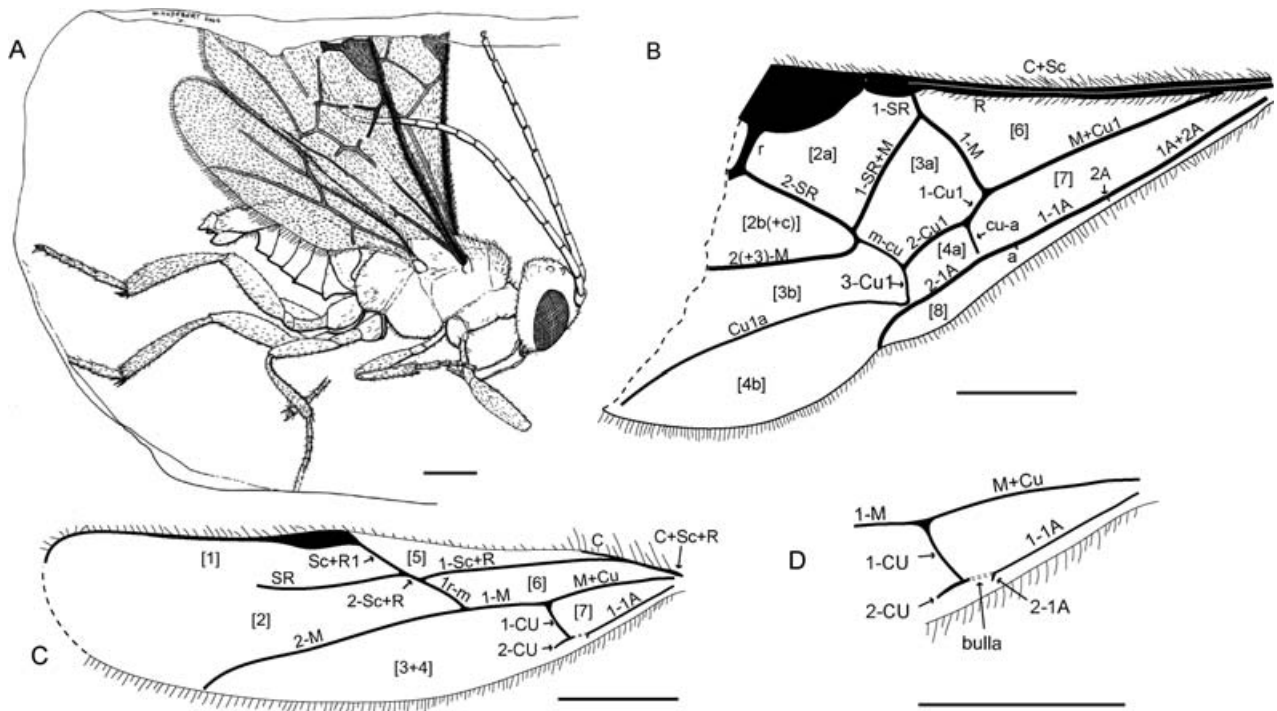 A
B
C+Sc
1-SR
R
r
[2a]
1-SR+M
[3a]
1-M
[6]
M+Cu1
1A+2A
2-SR
1-Cu1
[7]
2A
[2b(+c)]
m-cu
2-Cu1
[4a]
cu-a
1-1A
a
2(+3)-M
[3b]
3-Cu1
2-1A
[8]
Cu1a
[4b]
C
[1]
Sc+R1
[5]
1-Sc+R
C
C+Sc+R
SR
2-Sc+R
1r-m
1-M
[6]
M+Cu
[7]
1-1A
[2]
2-M
1-CU
2-CU
[3+4]
D
M+Cu
1-M
1-CU
1-1A
2-CU
2-1A
bulla